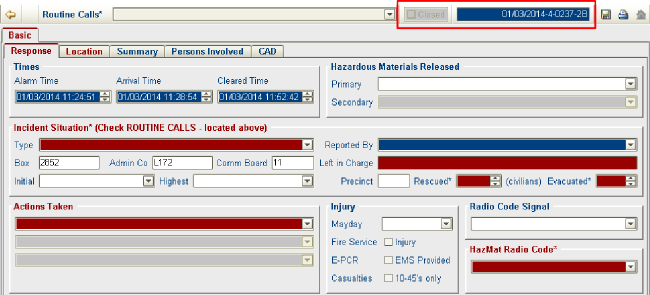 Routine Calls* Closed 01/03/2014-4-0237-2B
Basic
Response Location Summary Persons Involved CAD
Times Hazardous Materials Released
Alarm Time Arrival Time Cleared Time Primary
01/03/2014 11:24:51 01/03/2014 11:28:54 01/03/2014 11:52:42 Secondary
Incident Situation* (Check ROUTINE CALLS - located above)
Type Reported By
Box 2852 Admin Co L172 Comm Board 11 Left in Charge
Initial Highest Precinct Rescued* (civilians) Evacuated*
Actions Taken Injury Radio Code Signal
Mayday
Fire Service Injury
E-PCR EMS Provided HazMat Radio Code*
Casualties 10-45's only